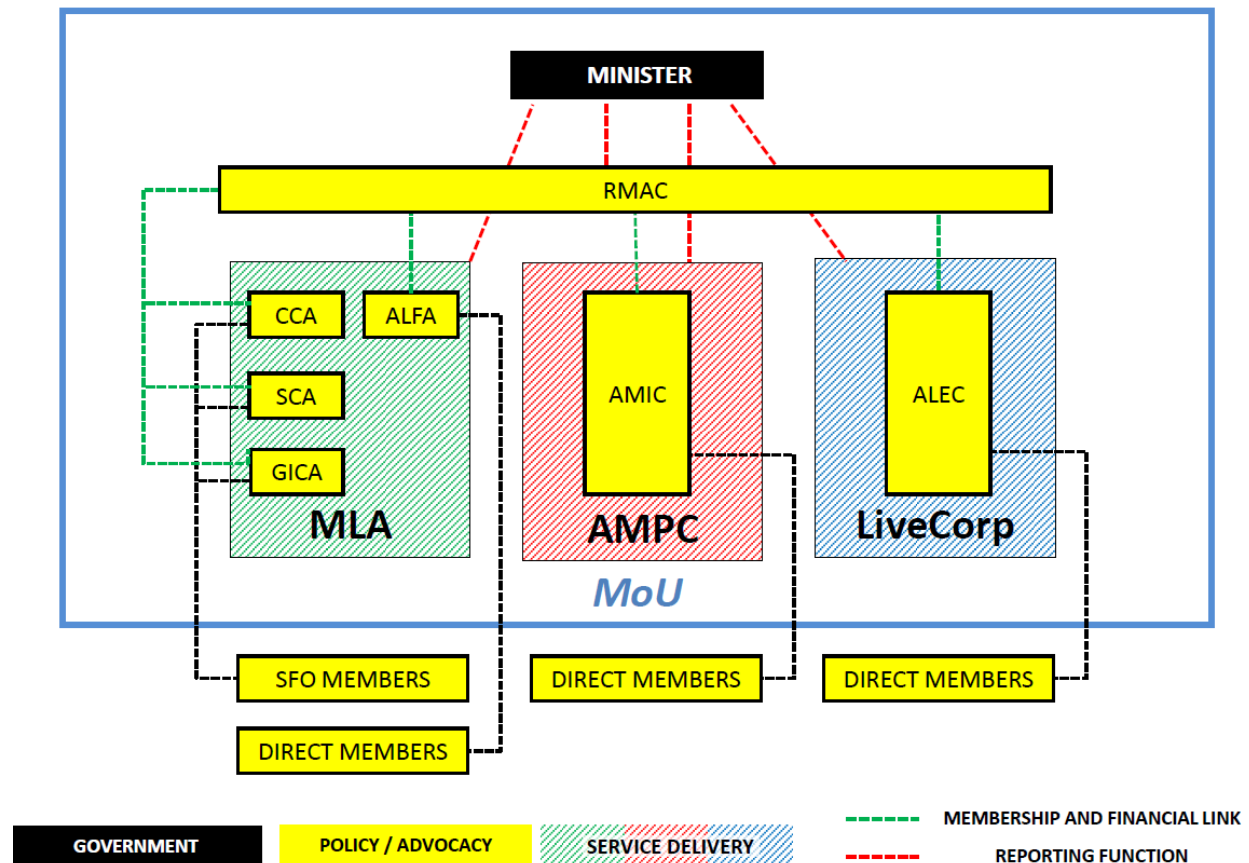 MINISTER
RMAC
CCA
ALFA
SCA
AMIC
ALEC
GICA
MLA
AMPC
LiveCorp
MoU
SFO MEMBERS
DIRECT MEMBERS
DIRECT MEMBERS
DIRECT MEMBERS
GOVERNMENT
POLICY / ADVOCACY
SERVICE DELIVERY
MEMBERSHIP AND FINANCIAL LINK
REPORTING FUNCTION